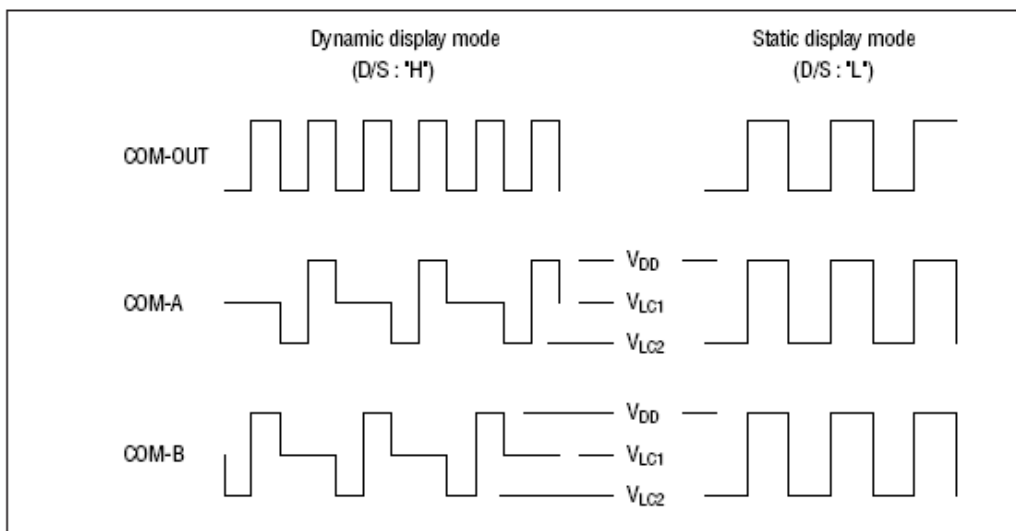 Dynamic display mode
(D/S : "H")
Static display mode
(D/S : "L")
COM-OUT
COM-A
VDD
VLC1
VLC2
COM-B
VDD
VLC1
VLC2